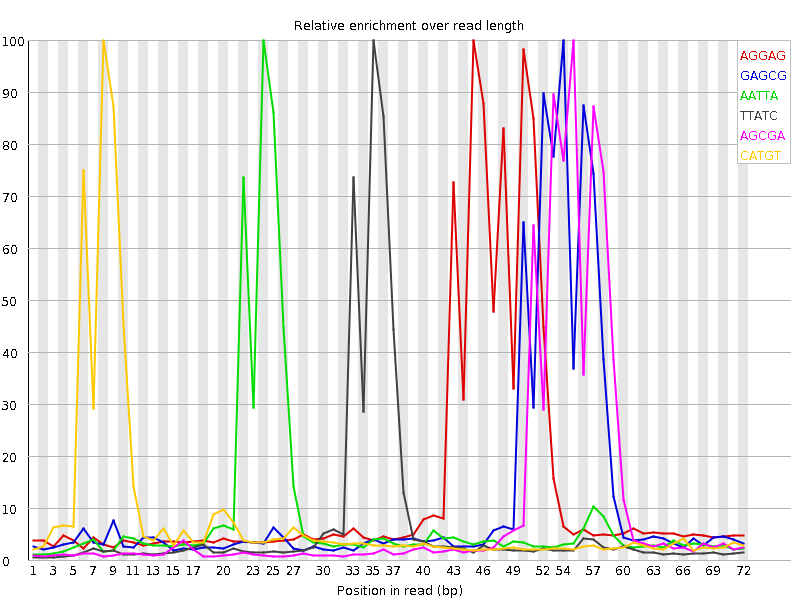 Relative enrichment over read length
100
90
80
70
60
50
40
30
20
10
0
AGGAG
GAGCG
AATTA
TTATC
AGCGA
CATGT
1 3 5 7 9 11 13 15 17 20 23 25 27 30 33 35 37 40 43 46 49 52 54 57 60 63 66 69 72
Position in read (bp)